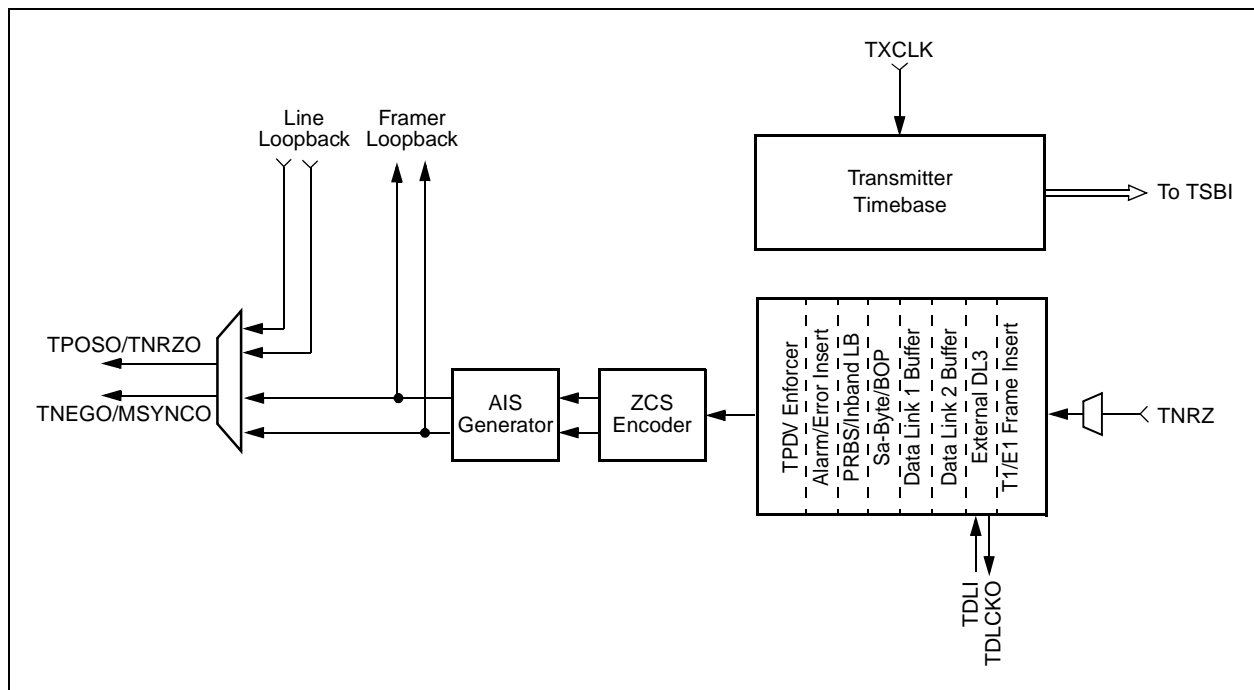 TXCLK
Line
Loopback
Framer
Loopback
Transmitter
Timebase
To TSBI
TPOSO/TNRZO
TNEGO/MSYNCO
AIS
Generator
ZCS
Encoder
TPDV Enforcer
Alarm/Error Insert
PRBS/Inband LB
Sa-Byte/BOP
Data Link 1 Buffer
Data Link 2 Buffer
External DL3
T1/E1 Frame Insert
TNRZ
TDLI
TDLCKO